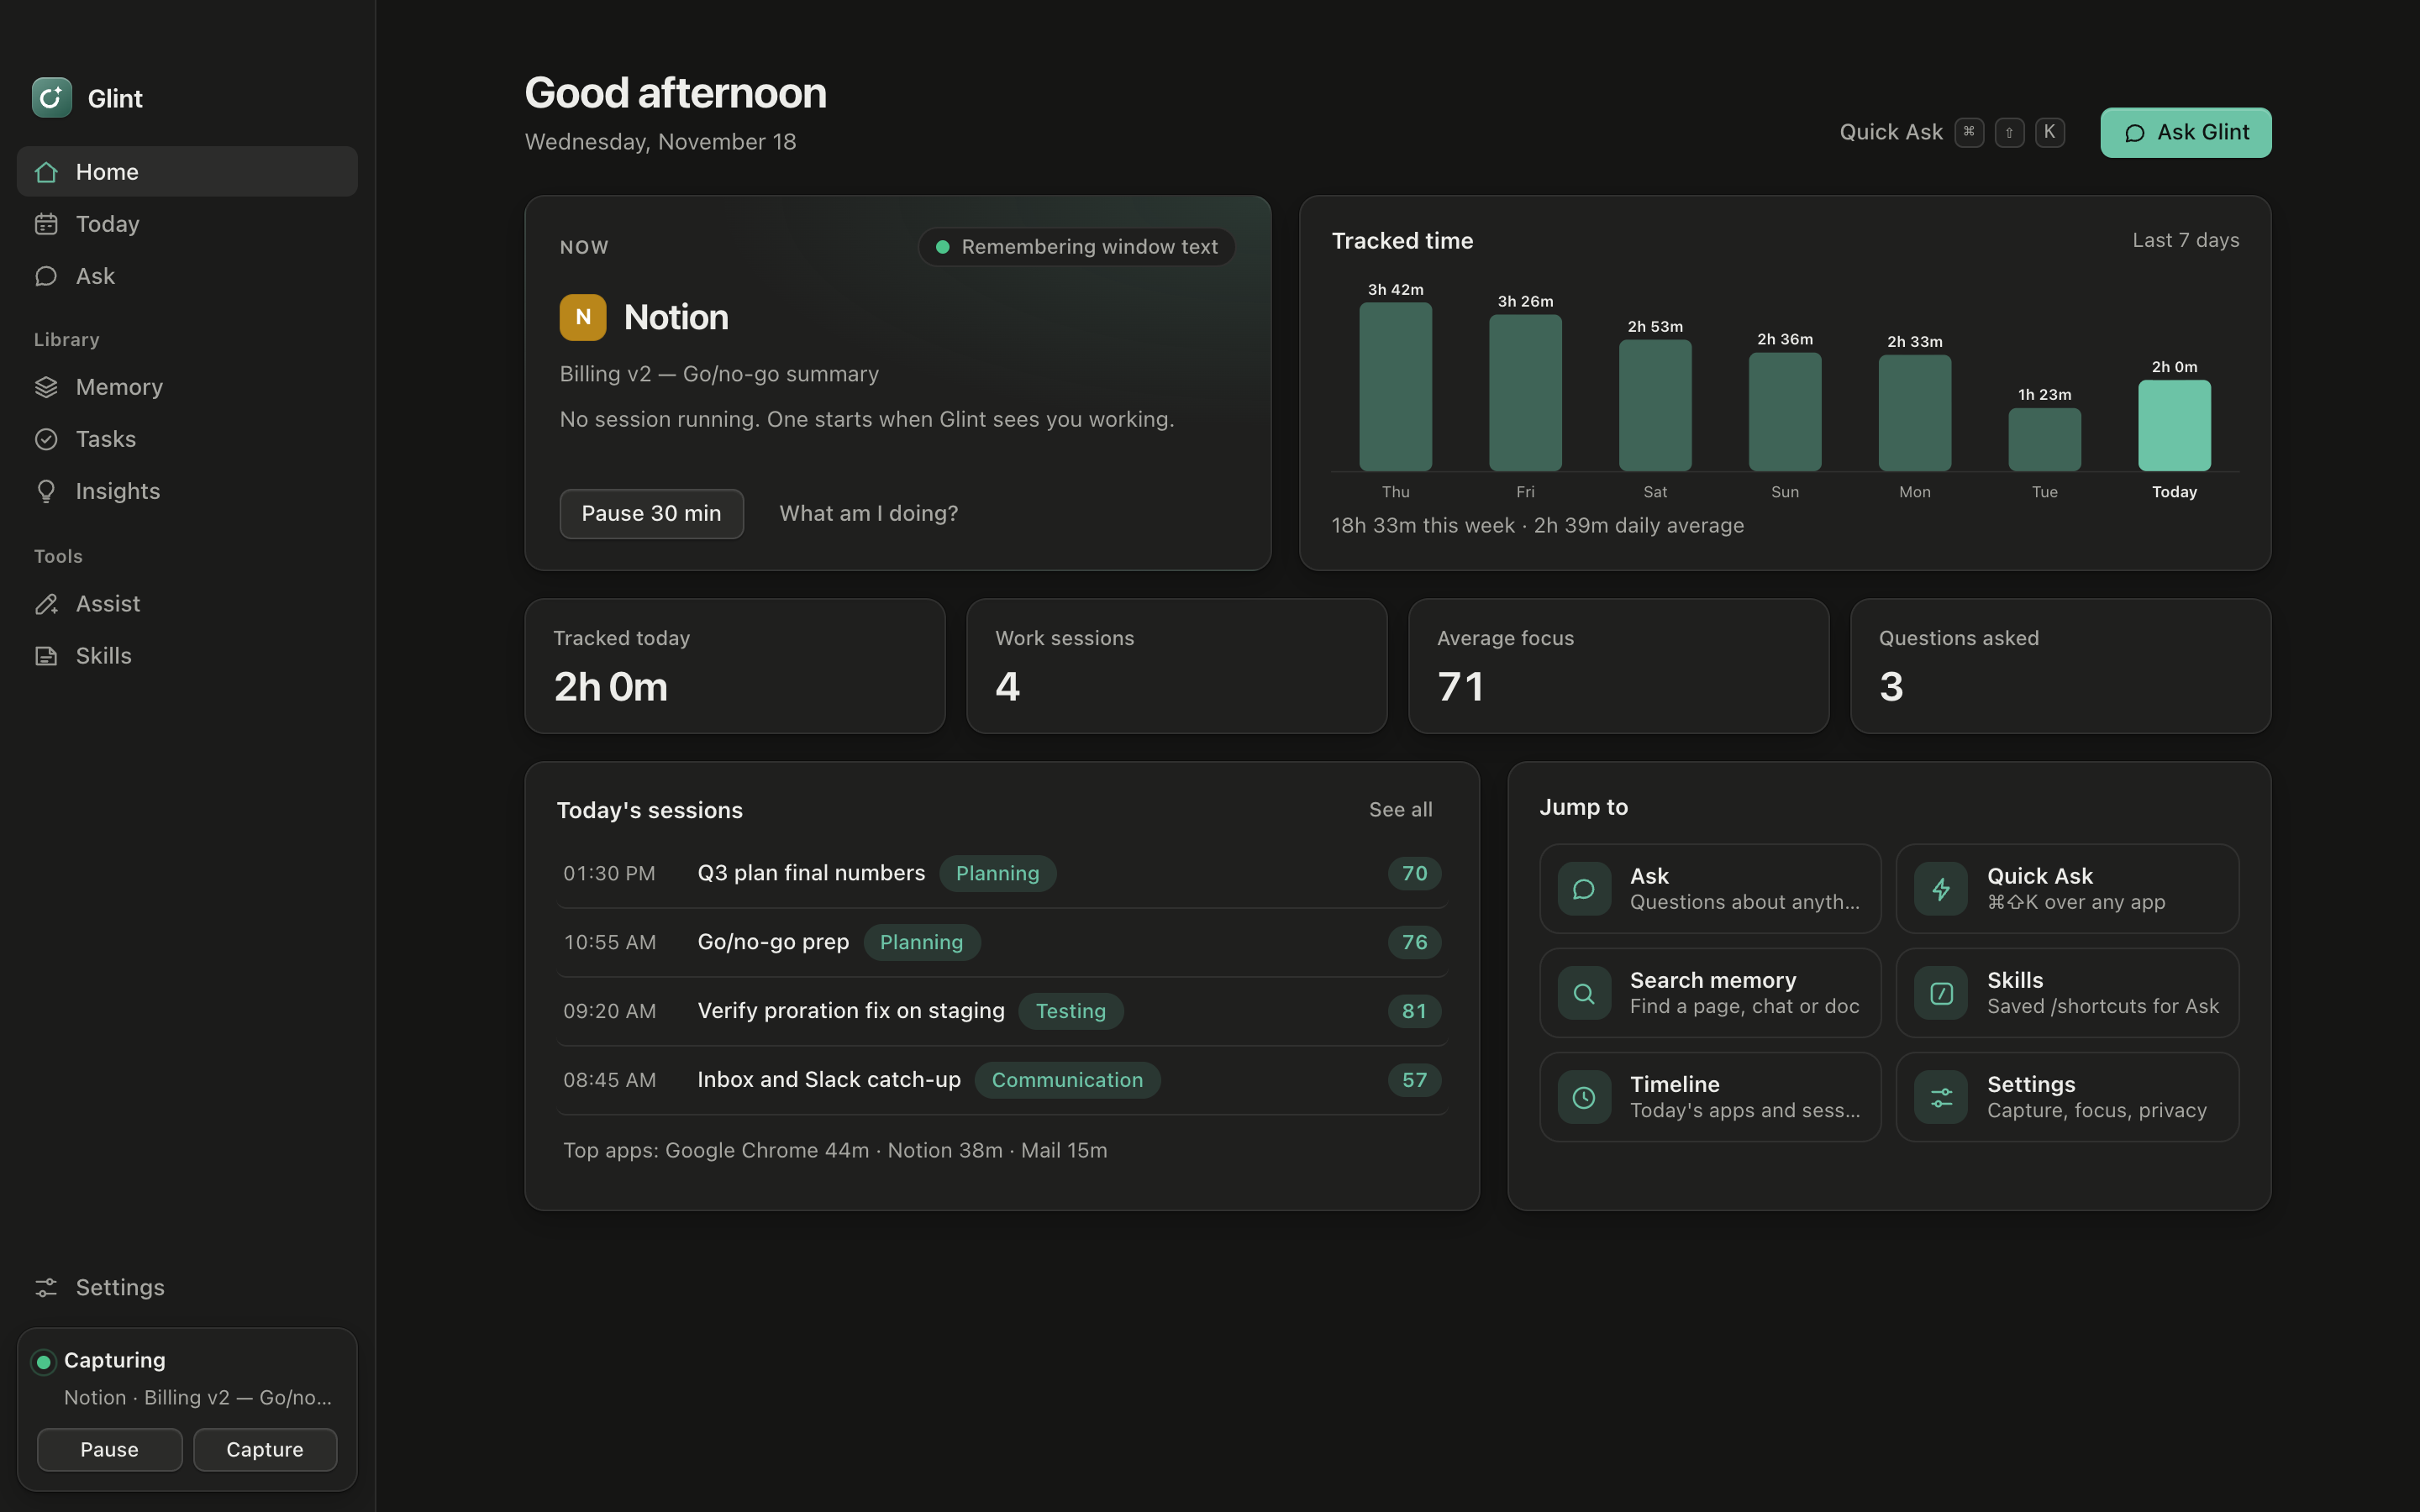 Glint
Home
Today
Ask
Library
Memory
Tasks
Insights
Tools
Assist
Skills
Settings
Capturing
Notion · Billing v2 — Go/no...
Pause
Capture
Good afternoon
Wednesday, November 18
Quick Ask ⌘ ⇧ K
Ask Glint
NOW
Remembering window text
N
Notion
Billing v2 — Go/no-go summary
No session running. One starts when Glint sees you working.
Pause 30 min
What am I doing?
Tracked time
Last 7 days
3h 42m
3h 26m
2h 53m
2h 36m
2h 33m
1h 23m
2h 0m
Thu
Fri
Sat
Sun
Mon
Tue
Today
18h 33m this week · 2h 39m daily average
Tracked today
2h 0m
Work sessions
4
Average focus
71
Questions asked
3
Today's sessions
See all
01:30 PM Q3 plan final numbers Planning 70
10:55 AM Go/no-go prep Planning 76
09:20 AM Verify proration fix on staging Testing 81
08:45 AM Inbox and Slack catch-up Communication 57
Top apps: Google Chrome 44m · Notion 38m · Mail 15m
Jump to
Ask
Questions about anyth...
Quick Ask
⌘⇧K over any app
Search memory
Find a page, chat or doc
Skills
Saved /shortcuts for Ask
Timeline
Today's apps and sess...
Settings
Capture, focus, privacy